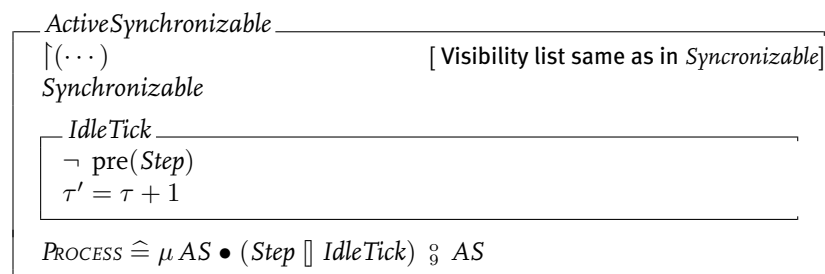 ActiveSynchronizable
↾(⋯) [ Visibility list same as in Syncronizable]
Synchronizable
IdleTick
¬ pre(Step)
τ′ = τ + 1
PROCESS ≙ μ AS • (Step ▯ IdleTick) ⨟ AS